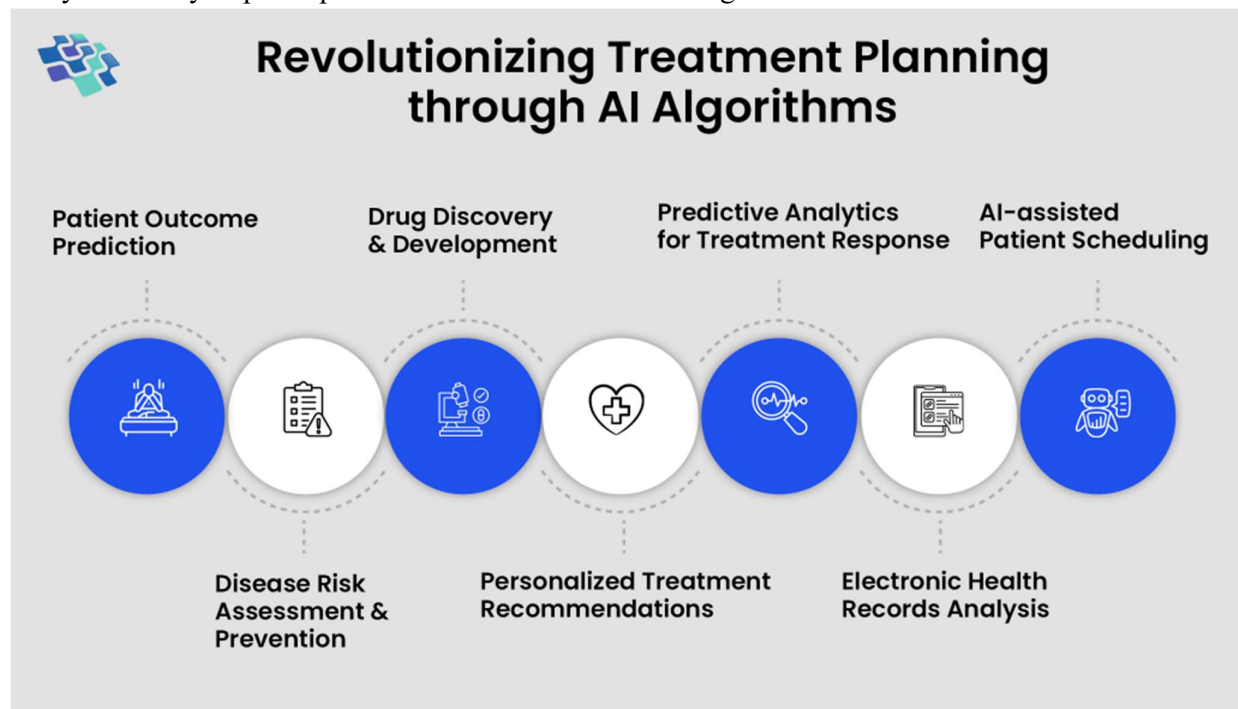 Revolutionizing Treatment Planning
through AI Algorithms
Patient Outcome
Prediction
Drug Discovery
& Development
Predictive Analytics
for Treatment Response
AI-assisted
Patient Scheduling
Disease Risk
Assessment &
Prevention
Personalized Treatment
Recommendations
Electronic Health
Records Analysis